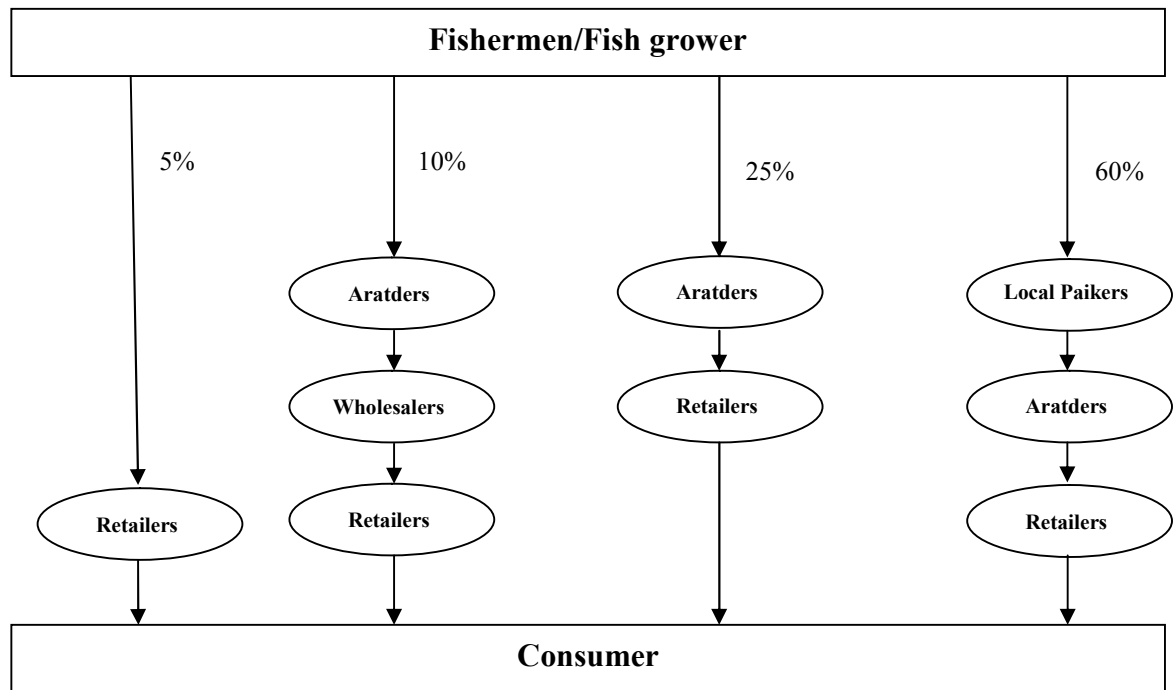 Fishermen/Fish grower
5%
10%
25%
60%
Aratders
Aratders
Local Paikers
Wholesalers
Retailers
Aratders
Retailers
Retailers
Retailers
Consumer